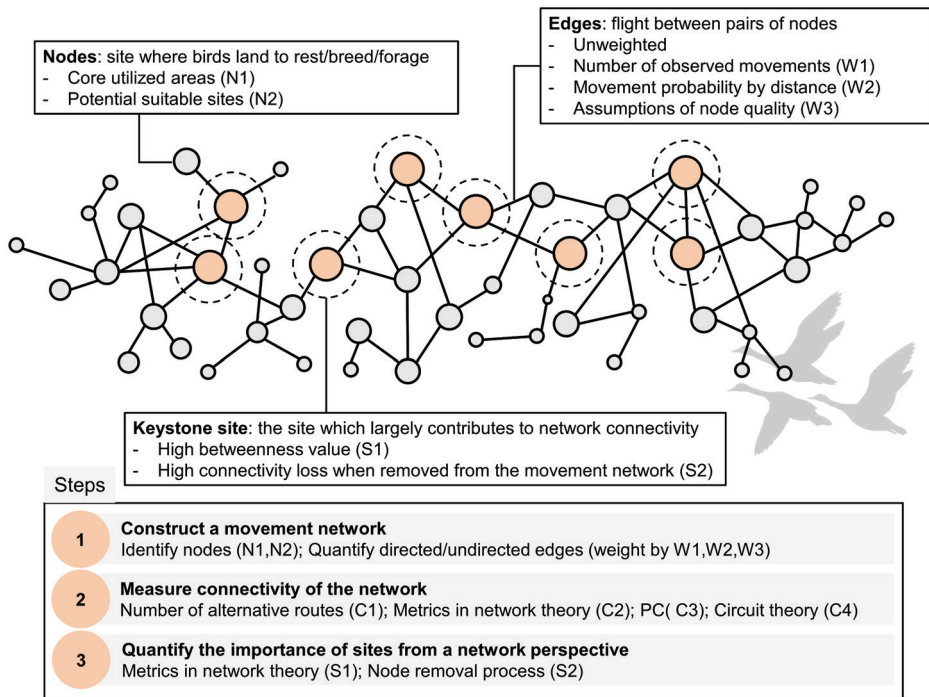 Nodes: site where birds land to rest/breed/forage
- Core utilized areas (N1)
- Potential suitable sites (N2)
Edges: flight between pairs of nodes
- Unweighted
- Number of observed movements (W1)
- Movement probability by distance (W2)
- Assumptions of node quality (W3)
Keystone site: the site which largely contributes to network connectivity
- High betweenness value (S1)
- High connectivity loss when removed from the movement network (S2)
Steps
1 Construct a movement network
Identify nodes (N1,N2); Quantify directed/undirected edges (weight by W1,W2,W3)
2 Measure connectivity of the network
Number of alternative routes (C1); Metrics in network theory (C2); PC( C3); Circuit theory (C4)
3 Quantify the importance of sites from a network perspective
Metrics in network theory (S1); Node removal process (S2)